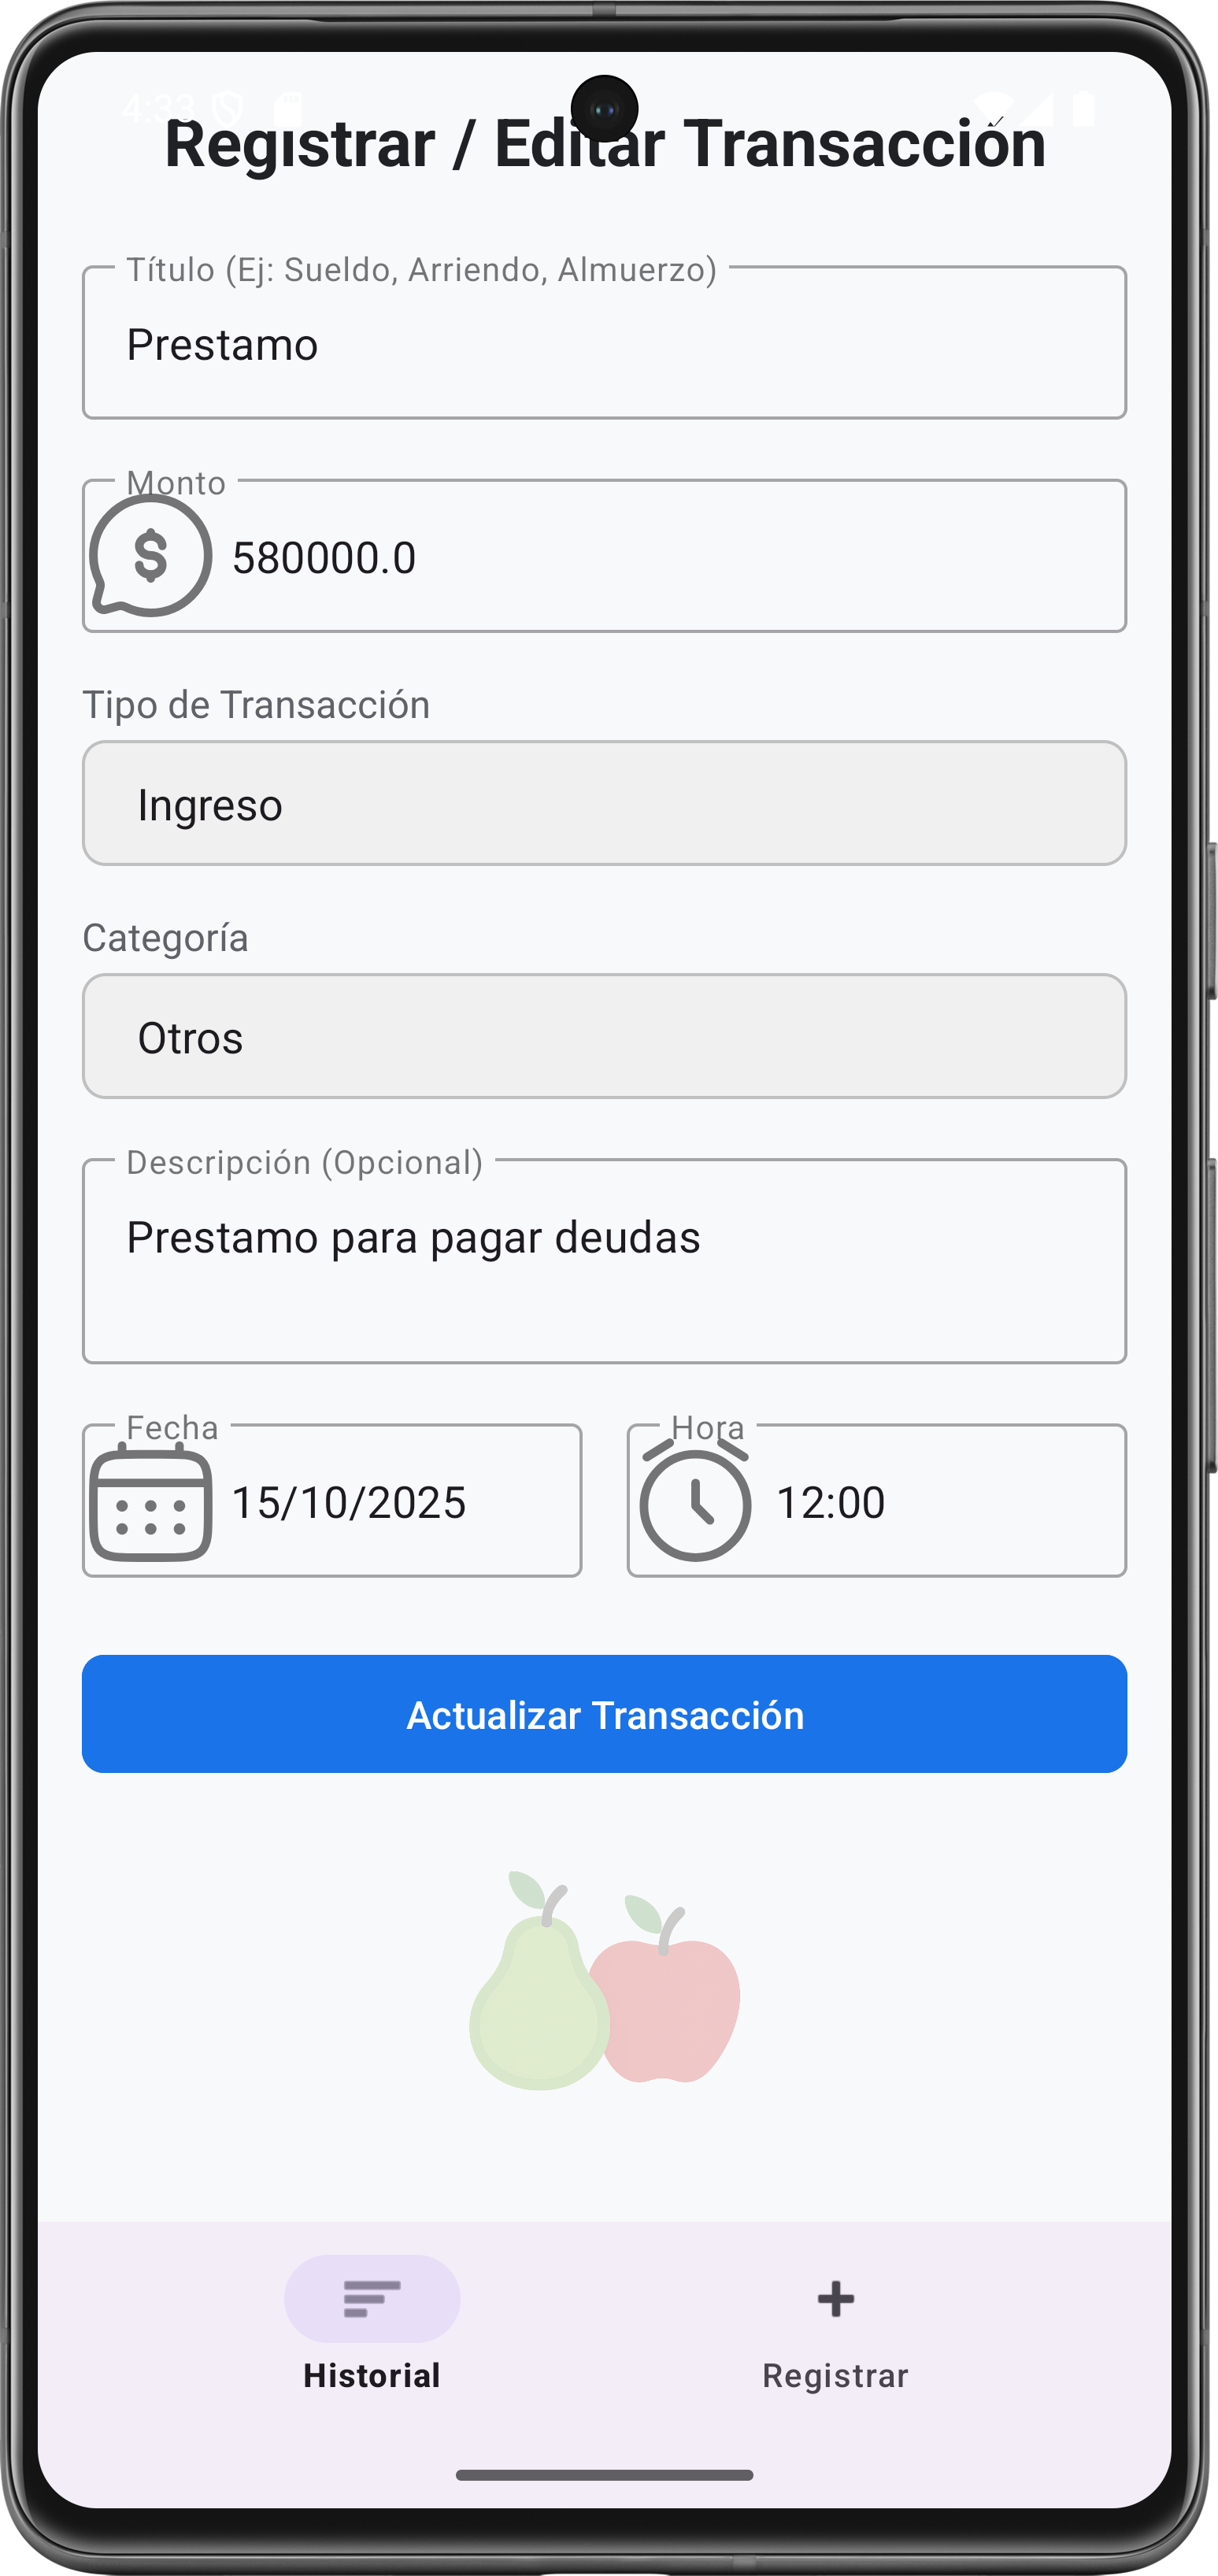 4:33
Registrar / Editar Transacción
Título (Ej: Sueldo, Arriendo, Almuerzo)
Prestamo
Monto
$ 580000.0
Tipo de Transacción
Ingreso
Categoría
Otros
Descripción (Opcional)
Prestamo para pagar deudas
Fecha
Hora
15/10/2025
12:00
Actualizar Transacción
Historial
Registrar